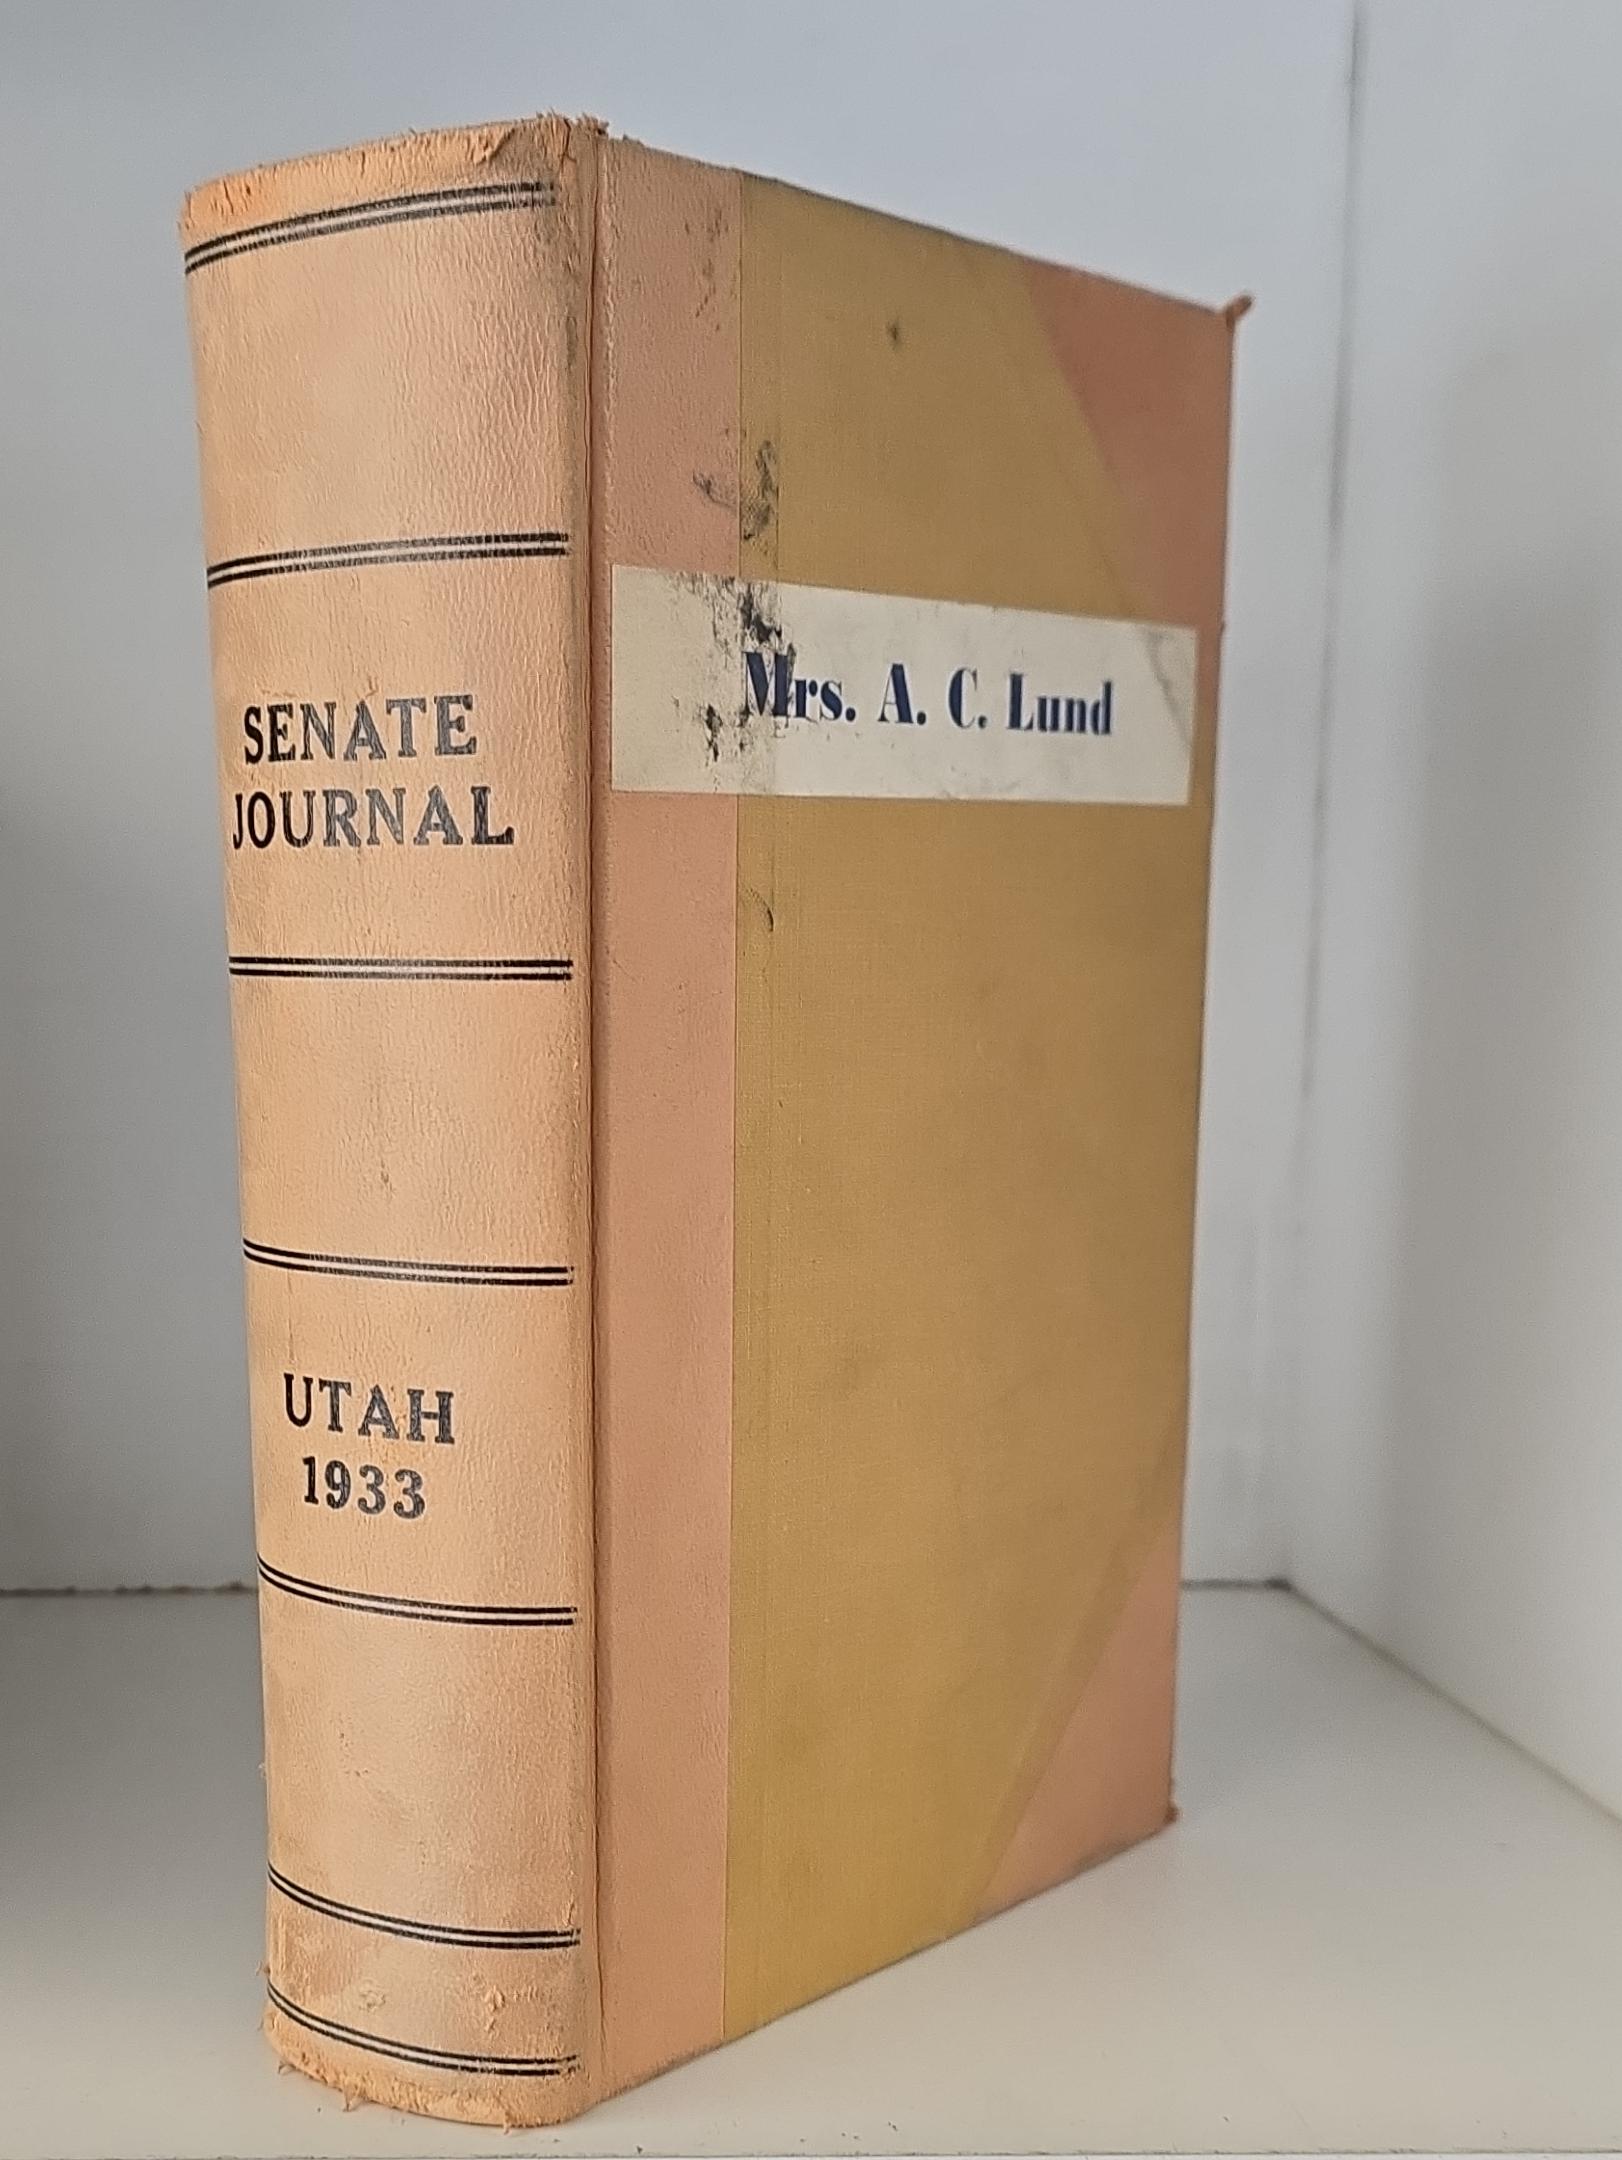 SENATE
JOURNAL
UTAH
1933
Mrs. A. C. Lund